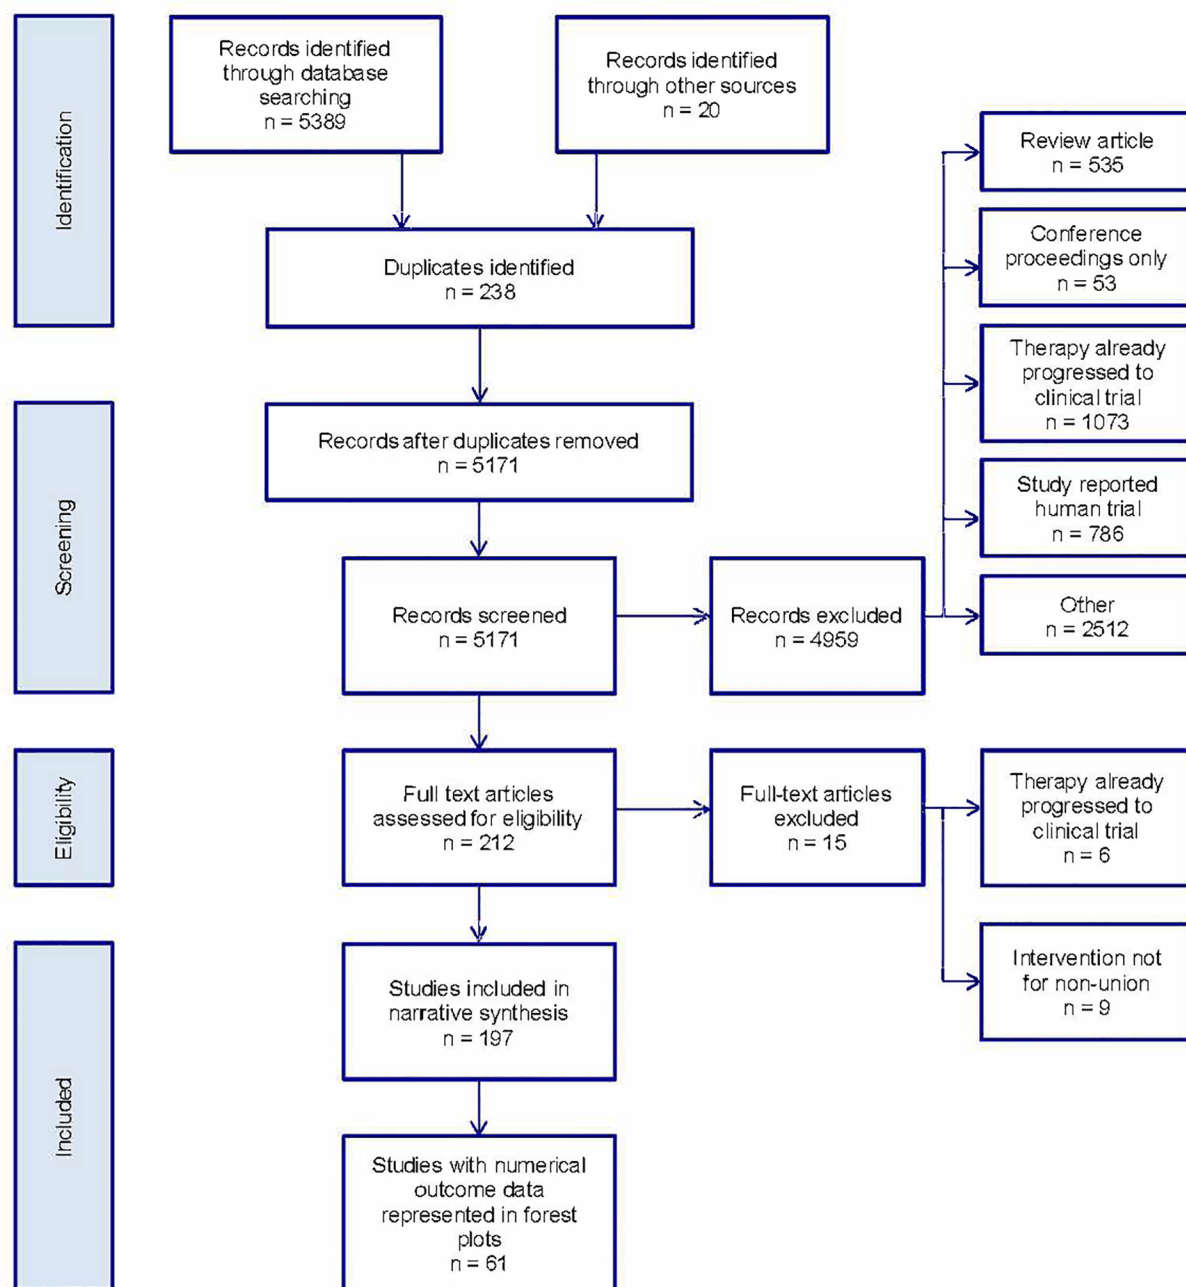 Identification
Records identified
through database
searching
n = 5389
Records identified
through other sources
n = 20
Duplicates identified
n = 238
Review article
n = 535
Conference
proceedings only
n = 53
Therapy already
progressed to
clinical trial
n = 1073
Study reported
human trial
n = 786
Other
n = 2512
Screening
Records after duplicates removed
n = 5171
Records screened
n = 5171
Records excluded
n = 4959
Eligibility
Full text articles
assessed for eligibility
n = 212
Full-text articles
excluded
n = 15
Therapy already
progressed to
clinical trial
n = 6
Intervention not
for non-union
n = 9
Included
Studies included in
narrative synthesis
n = 197
Studies with numerical
outcome data
represented in forest
plots
n = 61